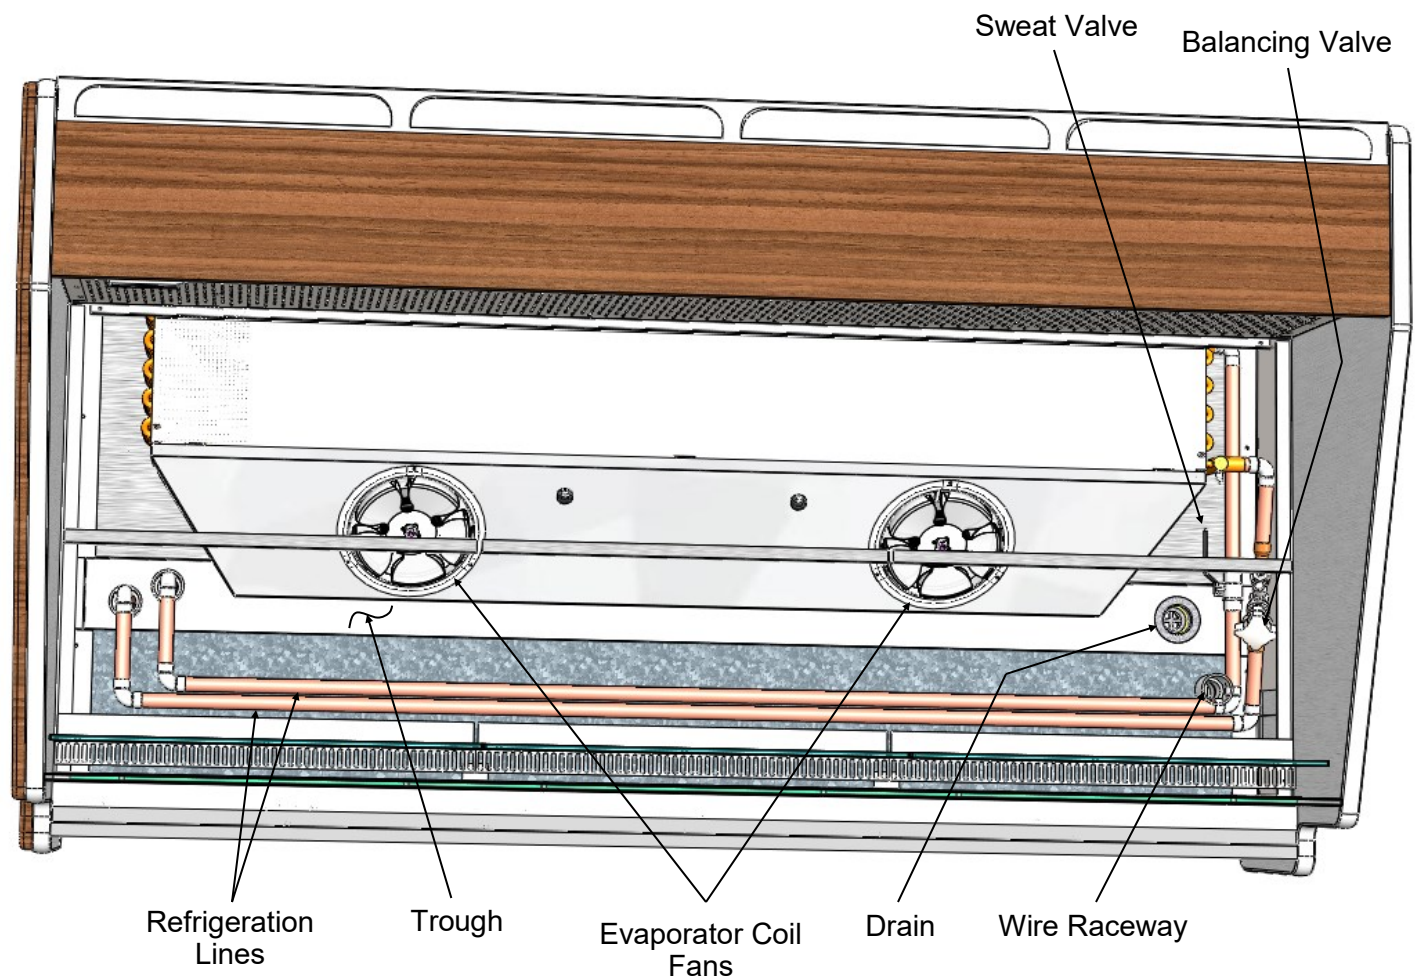 Sweat Valve
Balancing Valve
Refrigeration
Lines
Trough
Evaporator Coil
Fans
Drain
Wire Raceway